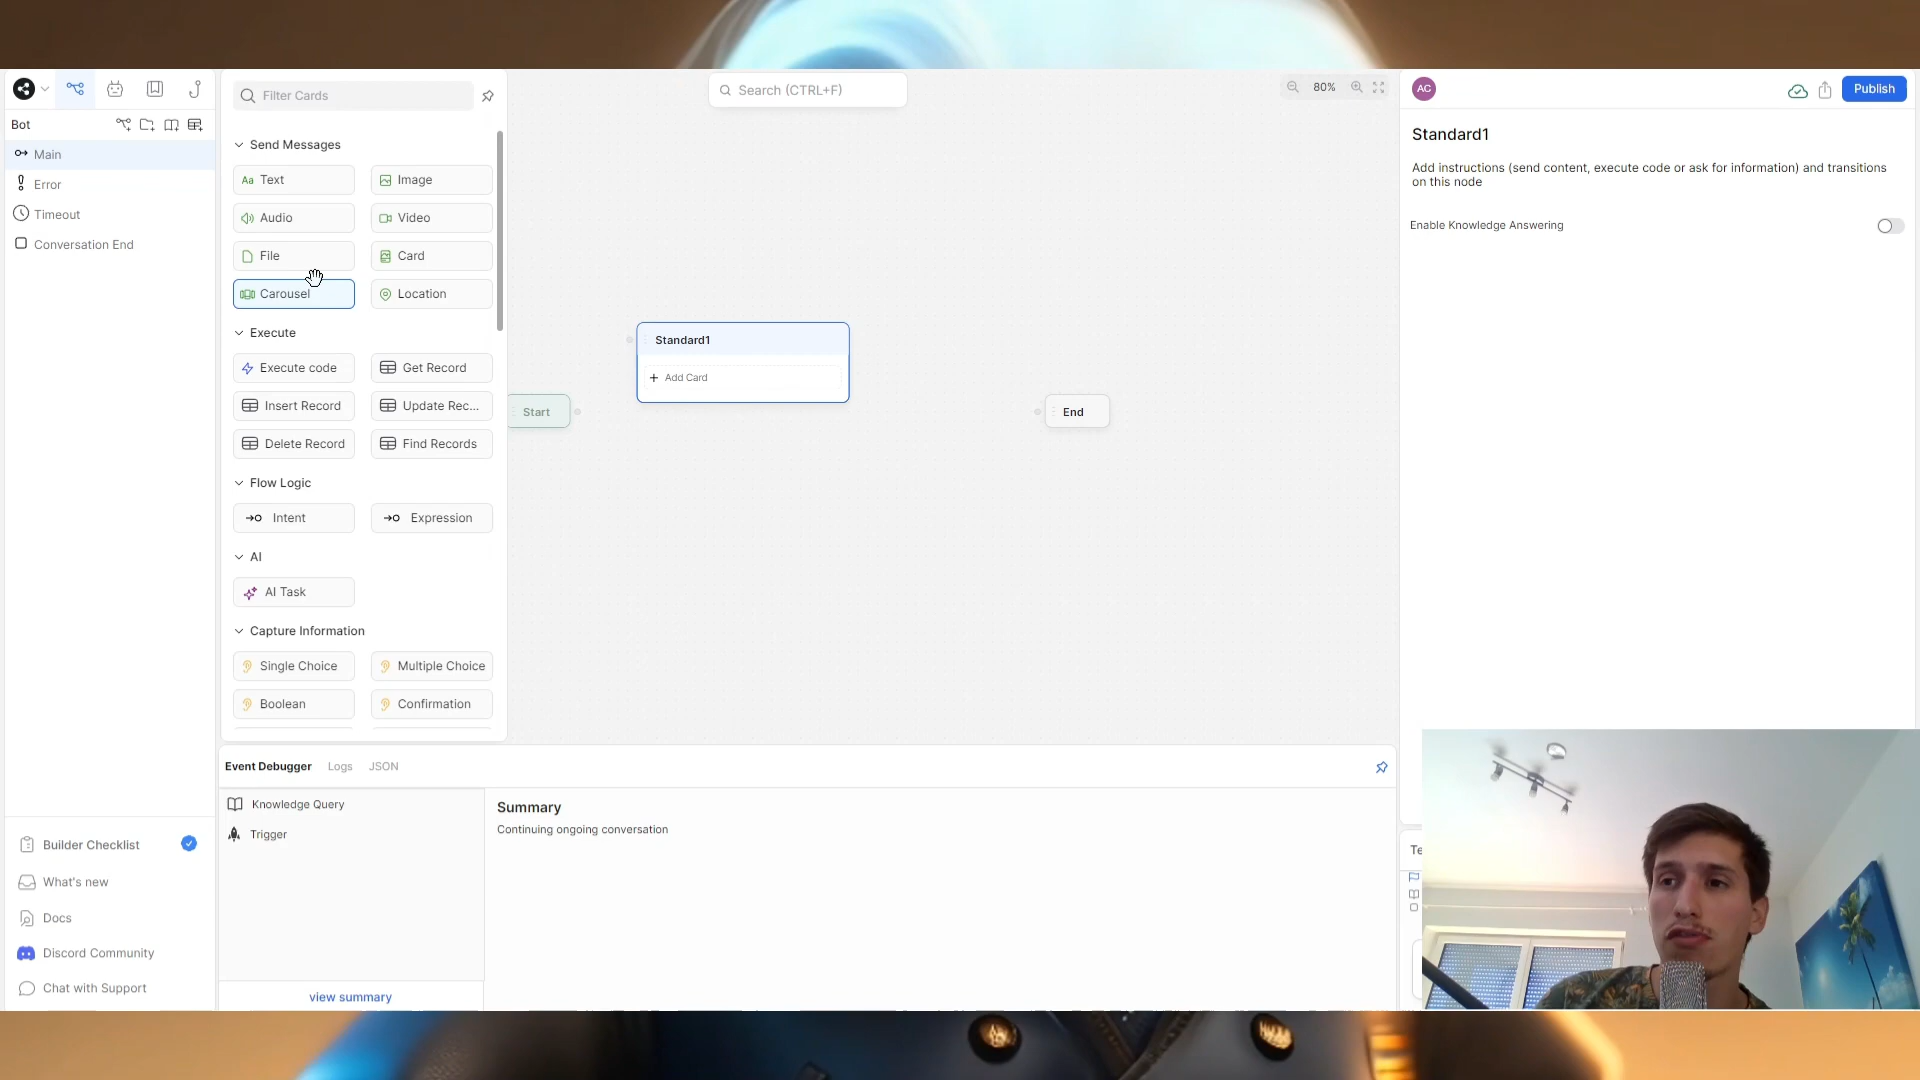 Filter Cards
Search (CTRL+F)
80%
AC
Publish
Bot
Main
Error
Timeout
Conversation End
Send Messages
Aa Text
Image
Audio
Video
File
Card
Carousel
Location
Execute
Execute code
Get Record
Insert Record
Update Rec...
Delete Record
Find Records
Flow Logic
Intent
Expression
AI
AI Task
Capture Information
Single Choice
Multiple Choice
Boolean
Confirmation
Start
Standard1
Add Card
End
Standard1
Add instructions (send content, execute code or ask for information) and transitions
on this node
Enable Knowledge Answering
Event Debugger
Logs
JSON
Knowledge Query
Trigger
view summary
Summary
Continuing ongoing conversation
Te
Builder Checklist
What's new
Docs
Discord Community
Chat with Support